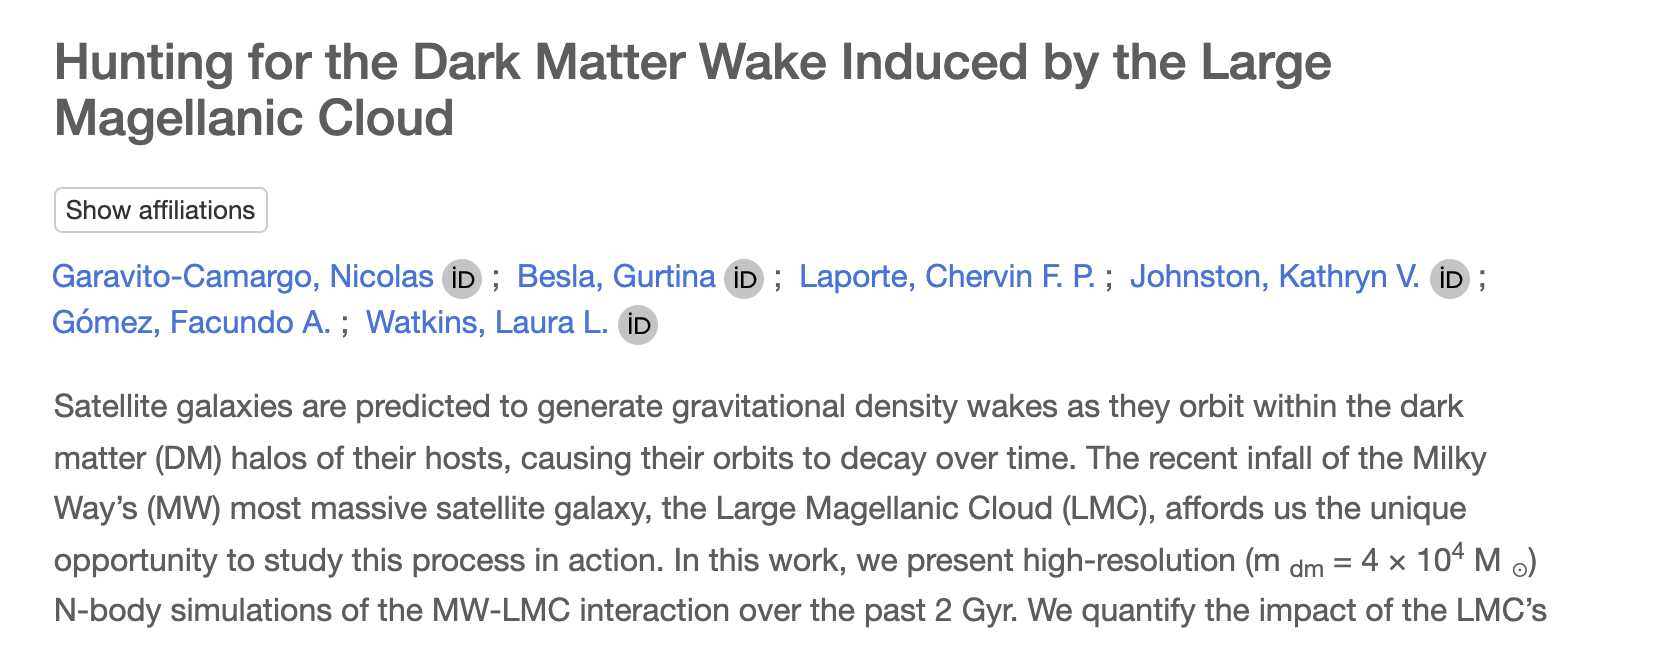 Hunting for the Dark Matter Wake Induced by the Large
Magellanic Cloud
Show affiliations
Garavito-Camargo, Nicolas iD ; Besla, Gurtina iD ; Laporte, Chervin F. P. ; Johnston, Kathryn V. iD ;
Gómez, Facundo A. ; Watkins, Laura L. iD
Satellite galaxies are predicted to generate gravitational density wakes as they orbit within the dark
matter (DM) halos of their hosts, causing their orbits to decay over time. The recent infall of the Milky
Way’s (MW) most massive satellite galaxy, the Large Magellanic Cloud (LMC), affords us the unique
opportunity to study this process in action. In this work, we present high-resolution (m dm = 4 × 10⁴ M ⊙)
N-body simulations of the MW-LMC interaction over the past 2 Gyr. We quantify the impact of the LMC’s